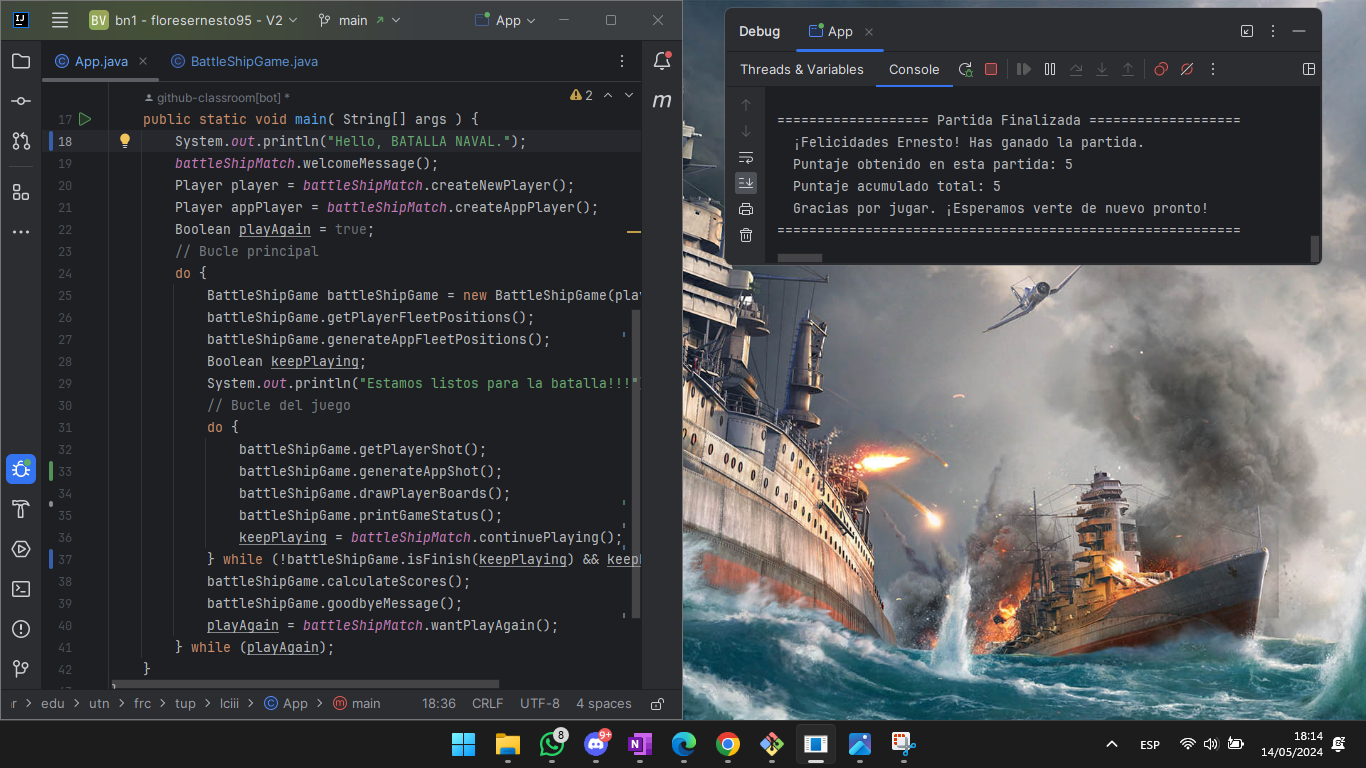 BV bn1 - floresernesto95 - V2
main
App
App.java
BattleShipGame.java
github-classroom[bot] *
2
17 public static void main( String[] args ) {
18 System.out.println("Hello, BATALLA NAVAL.");
19 battleShipMatch.welcomeMessage();
20 Player player = battleShipMatch.createNewPlayer();
21 Player appPlayer = battleShipMatch.createAppPlayer();
22 Boolean playAgain = true;
23 // Bucle principal
24 do {
25 BattleShipGame battleShipGame = new BattleShipGame(play
26 battleShipGame.getPlayerFleetPositions();
27 battleShipGame.generateAppFleetPositions();
28 Boolean keepPlaying;
29 System.out.println("Estamos listos para la batalla!!!"
30 // Bucle del juego
31 do {
32 battleShipGame.getPlayerShot();
33 battleShipGame.generateAppShot();
34 battleShipGame.drawPlayerBoards();
35 battleShipGame.printGameStatus();
36 keepPlaying = battleShipMatch.continuePlaying();
37 } while (!battleShipGame.isFinish(keepPlaying) && keepP
38 battleShipGame.calculateScores();
39 battleShipGame.goodbyeMessage();
40 playAgain = battleShipMatch.wantPlayAgain();
41 } while (playAgain);
42 }
edu > utn > frc > tup > lciii > App > main
18:36 CRLF UTF-8 4 spaces
Debug
App
Threads & Variables
Console
=================== Partida Finalizada ===================
¡Felicidades Ernesto! Has ganado la partida.
Puntaje obtenido en esta partida: 5
Puntaje acumulado total: 5
Gracias por jugar. ¡Esperamos verte de nuevo pronto!
==========================================================
8
9+
ESP
18:14
14/05/2024